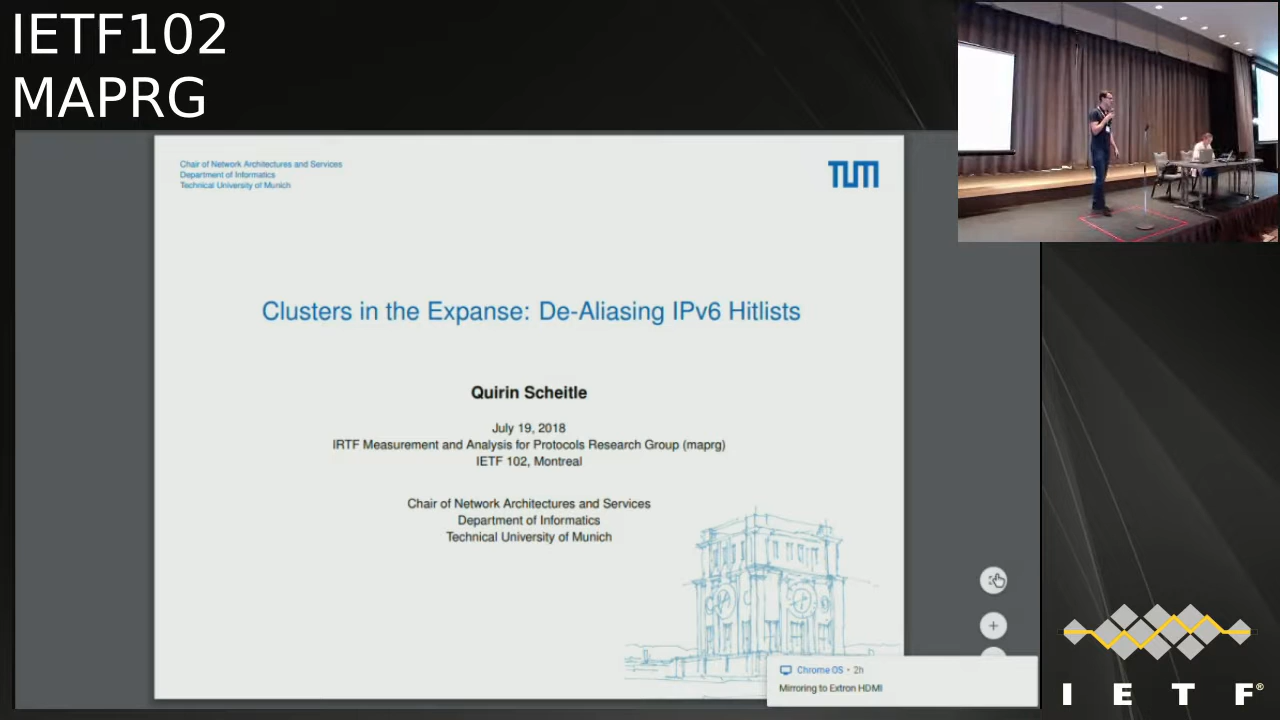 IETF102
MAPRG
Chair of Network Architectures and Services
Department of Informatics
Technical University of Munich
TUM
Clusters in the Expanse: De-Aliasing IPv6 Hitlists
Quirin Scheitle
July 19, 2018
IRTF Measurement and Analysis for Protocols Research Group (maprg)
IETF 102, Montreal
Chair of Network Architectures and Services
Department of Informatics
Technical University of Munich
Chrome OS • 2h
Mirroring to Extron HDMI
I E T F®